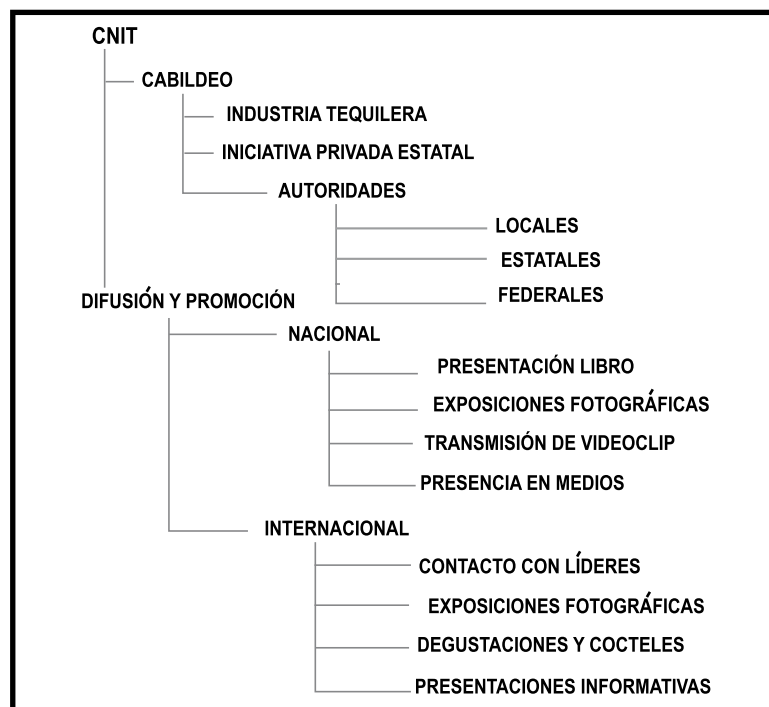 CNIT
CABILDEO
INDUSTRIA TEQUILERA
INICIATIVA PRIVADA ESTATAL
AUTORIDADES
LOCALES
ESTATALES
FEDERALES
DIFUSIÓN Y PROMOCIÓN
NACIONAL
PRESENTACIÓN LIBRO
EXPOSICIONES FOTOGRÁFICAS
TRANSMISIÓN DE VIDEOCLIP
PRESENCIA EN MEDIOS
INTERNACIONAL
CONTACTO CON LÍDERES
EXPOSICIONES FOTOGRÁFICAS
DEGUSTACIONES Y COCTELES
PRESENTACIONES INFORMATIVAS